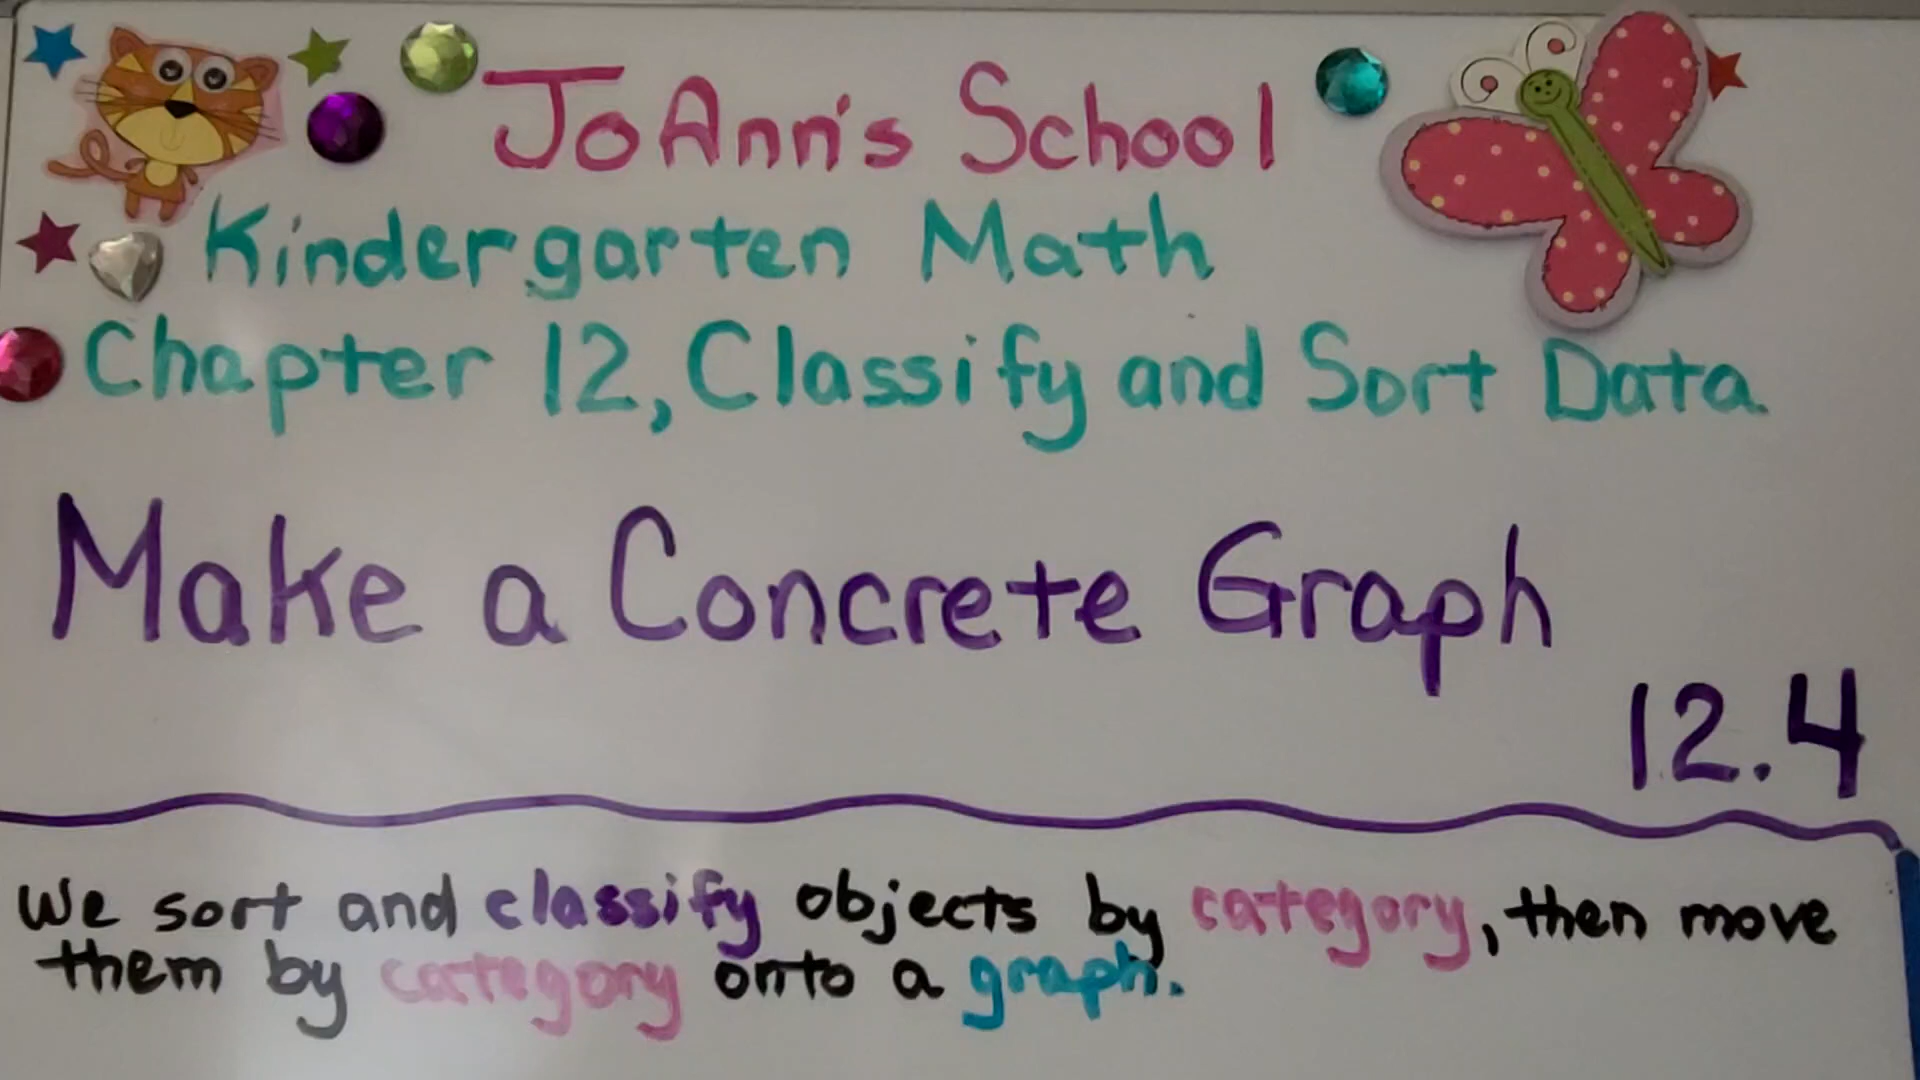 JoAnn's School
Kindergarten Math
Chapter 12, Classify and Sort Data
Make a Concrete Graph
12.4
We sort and classify objects by category, then move
them by category onto a graph.